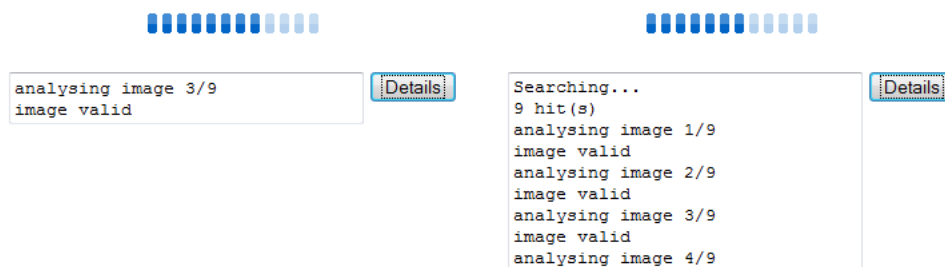 analysing image 3/9
image valid
Details
Searching...
9 hit(s)
analysing image 1/9
image valid
analysing image 2/9
image valid
analysing image 3/9
image valid
analysing image 4/9
Details